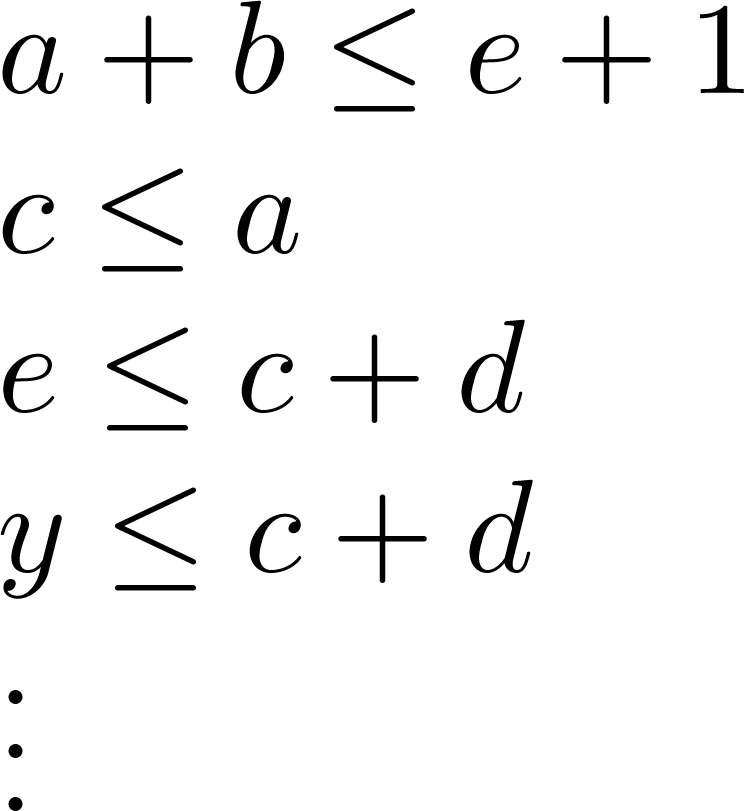 a + b ≤ e + 1
c ≤ a
e ≤ c + d
y ≤ c + d
⋮